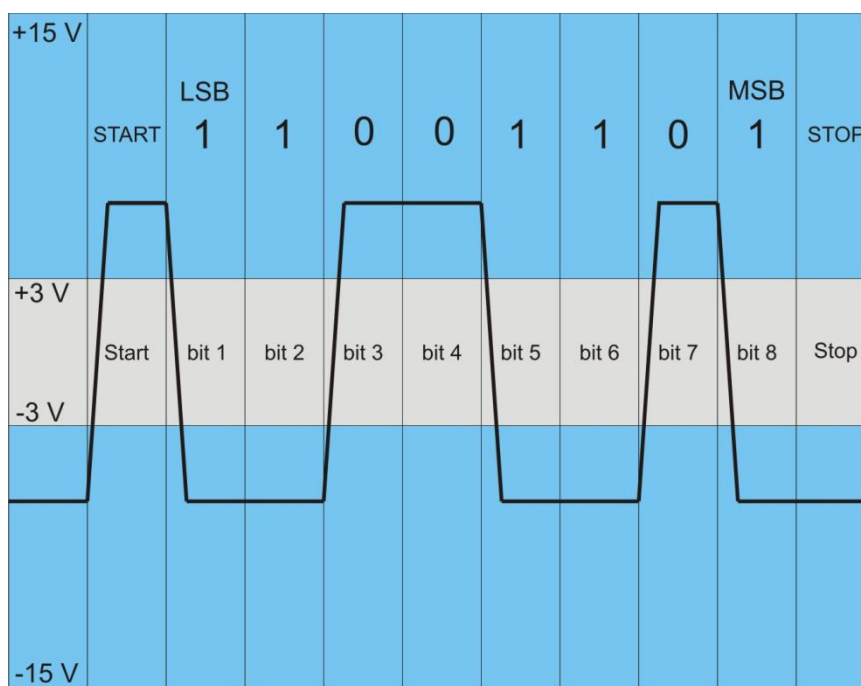 +15 V
LSB MSB
START 1 1 0 0 1 1 0 1 STOP
+3 V
Start bit 1 bit 2 bit 3 bit 4 bit 5 bit 6 bit 7 bit 8 Stop
-3 V
-15 V